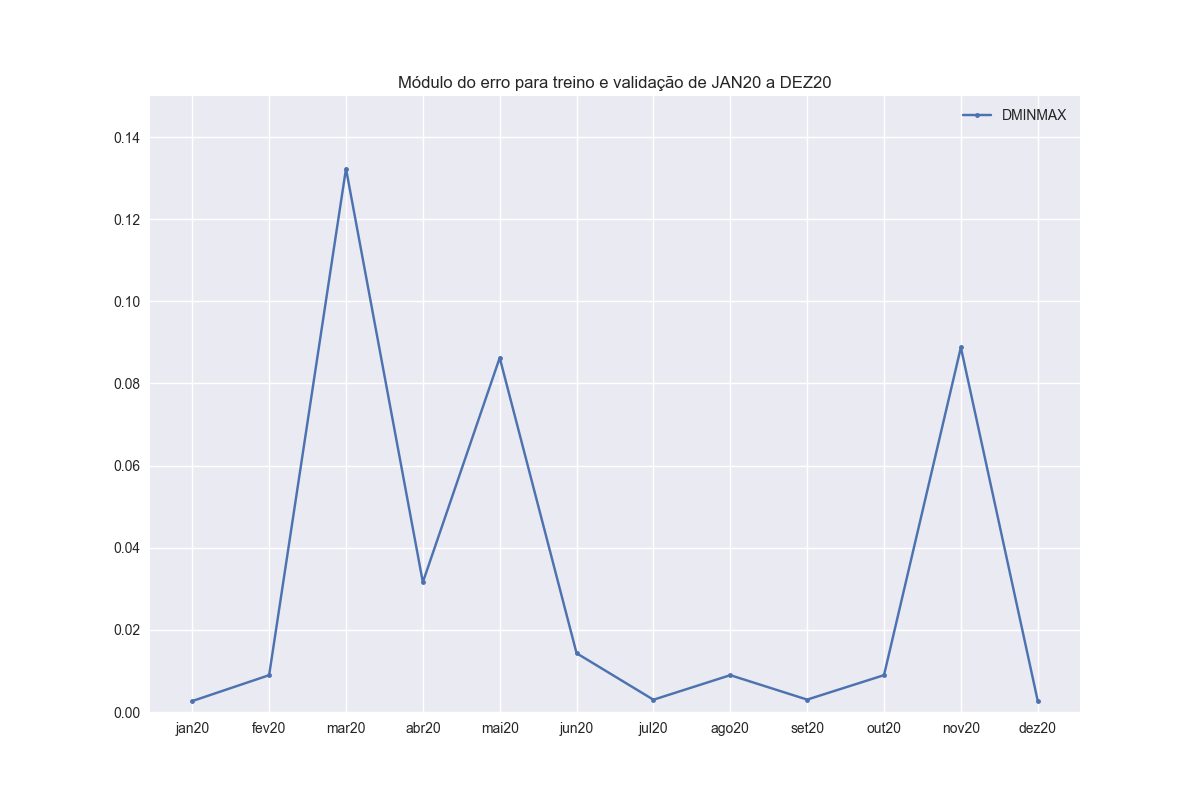 Módulo do erro para treino e validação de JAN20 a DEZ20
DMINMAX
0.14
0.12
0.10
0.08
0.06
0.04
0.02
0.00
jan20 fev20 mar20 abr20 mai20 jun20 jul20 ago20 set20 out20 nov20 dez20